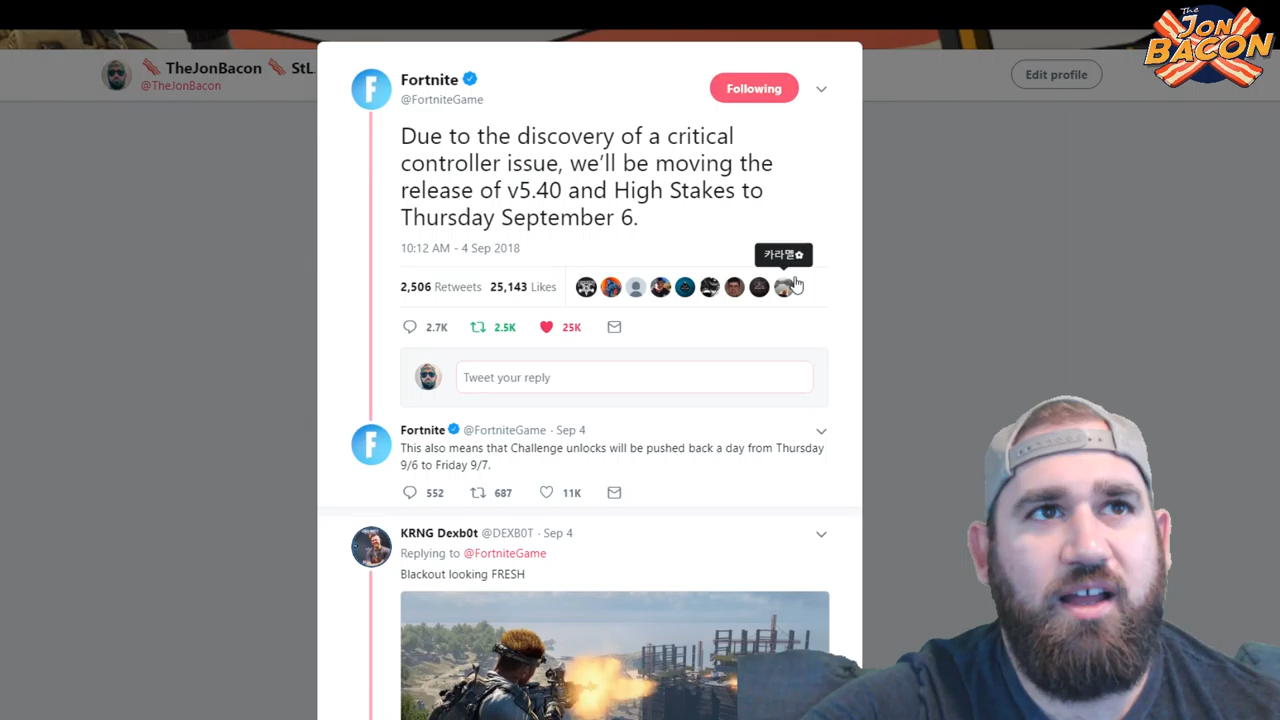 The
JON
BACON
TheJonBacon StL.
@TheJonBacon
Edit profile
Fortnite
@FortniteGame
Following
Due to the discovery of a critical
controller issue, we'll be moving the
release of v5.40 and High Stakes to
Thursday September 6.
10:12 AM - 4 Sep 2018
카라멜✿
2,506 Retweets 25,143 Likes
2.7K 2.5K 25K
Tweet your reply
Fortnite @FortniteGame · Sep 4
This also means that Challenge unlocks will be pushed back a day from Thursday
9/6 to Friday 9/7.
552 687 11K
KRNG Dexb0t @DEXB0T · Sep 4
Replying to @FortniteGame
Blackout looking FRESH